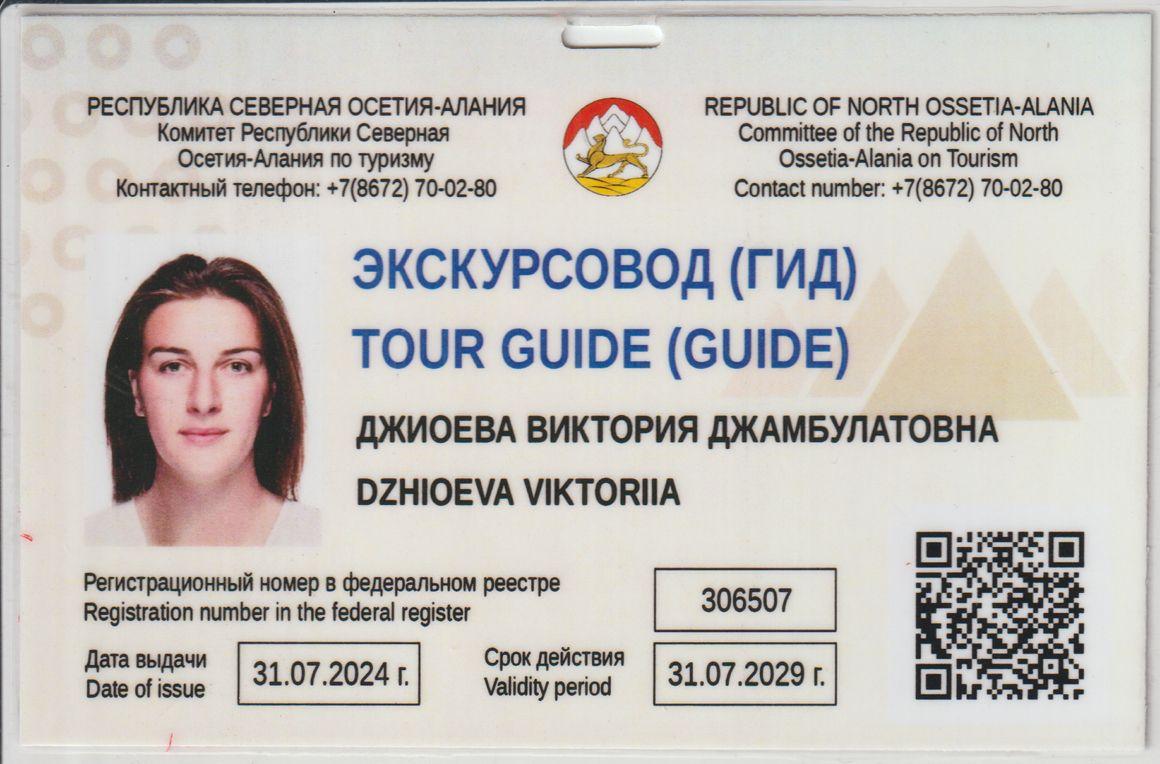 РЕСПУБЛИКА СЕВЕРНАЯ ОСЕТИЯ-АЛАНИЯ
Комитет Республики Северная
Осетия-Алания по туризму
Контактный телефон: +7(8672) 70-02-80
REPUBLIC OF NORTH OSSETIA-ALANIA
Committee of the Republic of North
Ossetia-Alania on Tourism
Contact number: +7(8672) 70-02-80
ЭКСКУРСОВОД (ГИД)
TOUR GUIDE (GUIDE)
ДЖИОЕВА ВИКТОРИЯ ДЖАМБУЛАТОВНА
DZHIOEVA VIKTORIIA
Регистрационный номер в федеральном реестре
Registration number in the federal register
306507
Дата выдачи
Date of issue
31.07.2024 г.
Срок действия
Validity period
31.07.2029 г.